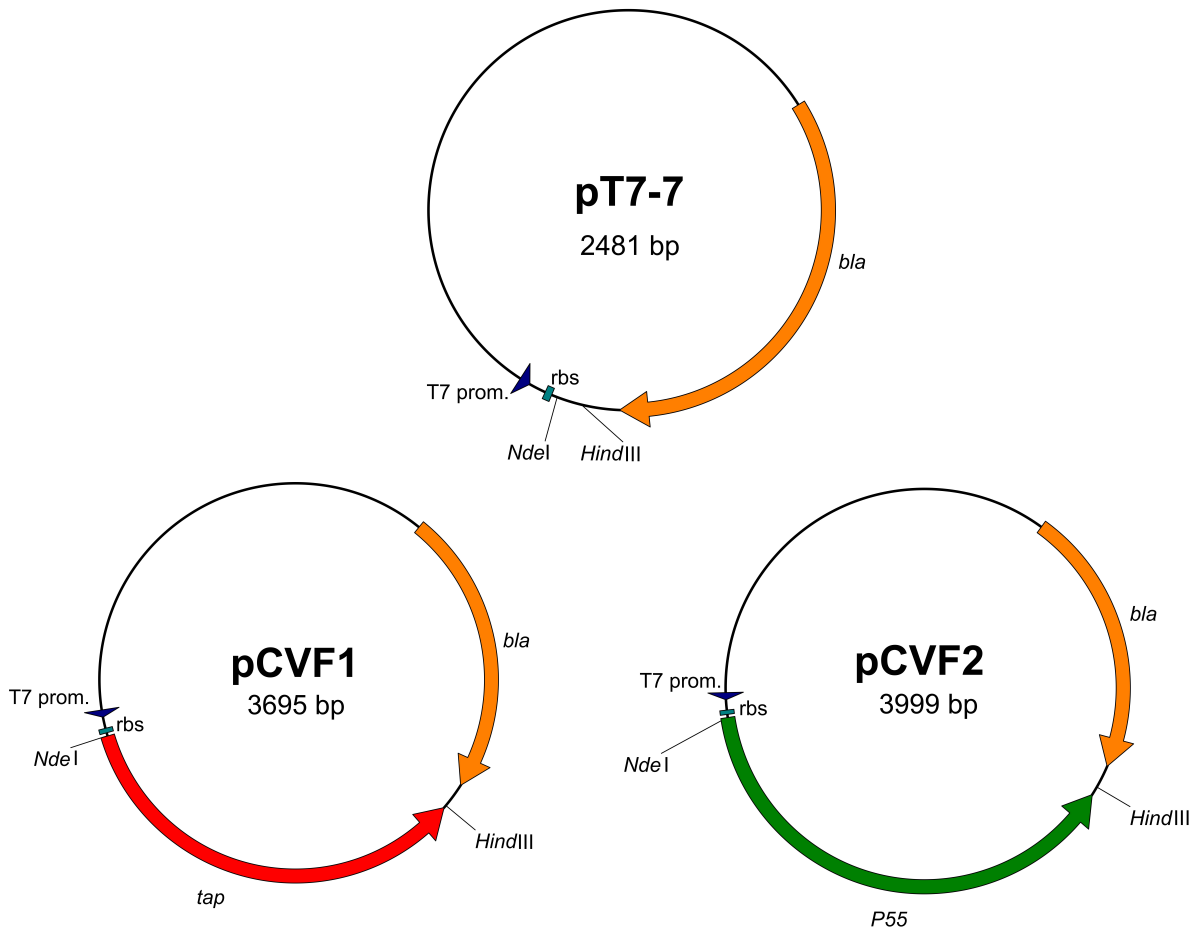 pT7-7
2481 bp
bla
T7 prom.
rbs
NdeI
HindIII
pCVF1
3695 bp
bla
T7 prom.
rbs
NdeI
HindIII
tap
pCVF2
3999 bp
bla
T7 prom.
rbs
NdeI
HindIII
P55